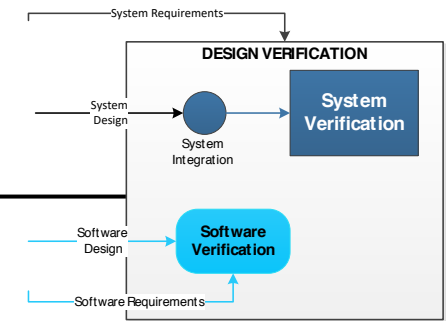 System Requirements
DESIGN VERIFICATION
System
Design
System
Verification
System
Integration
Software
Design
Software
Verification
Software Requirements